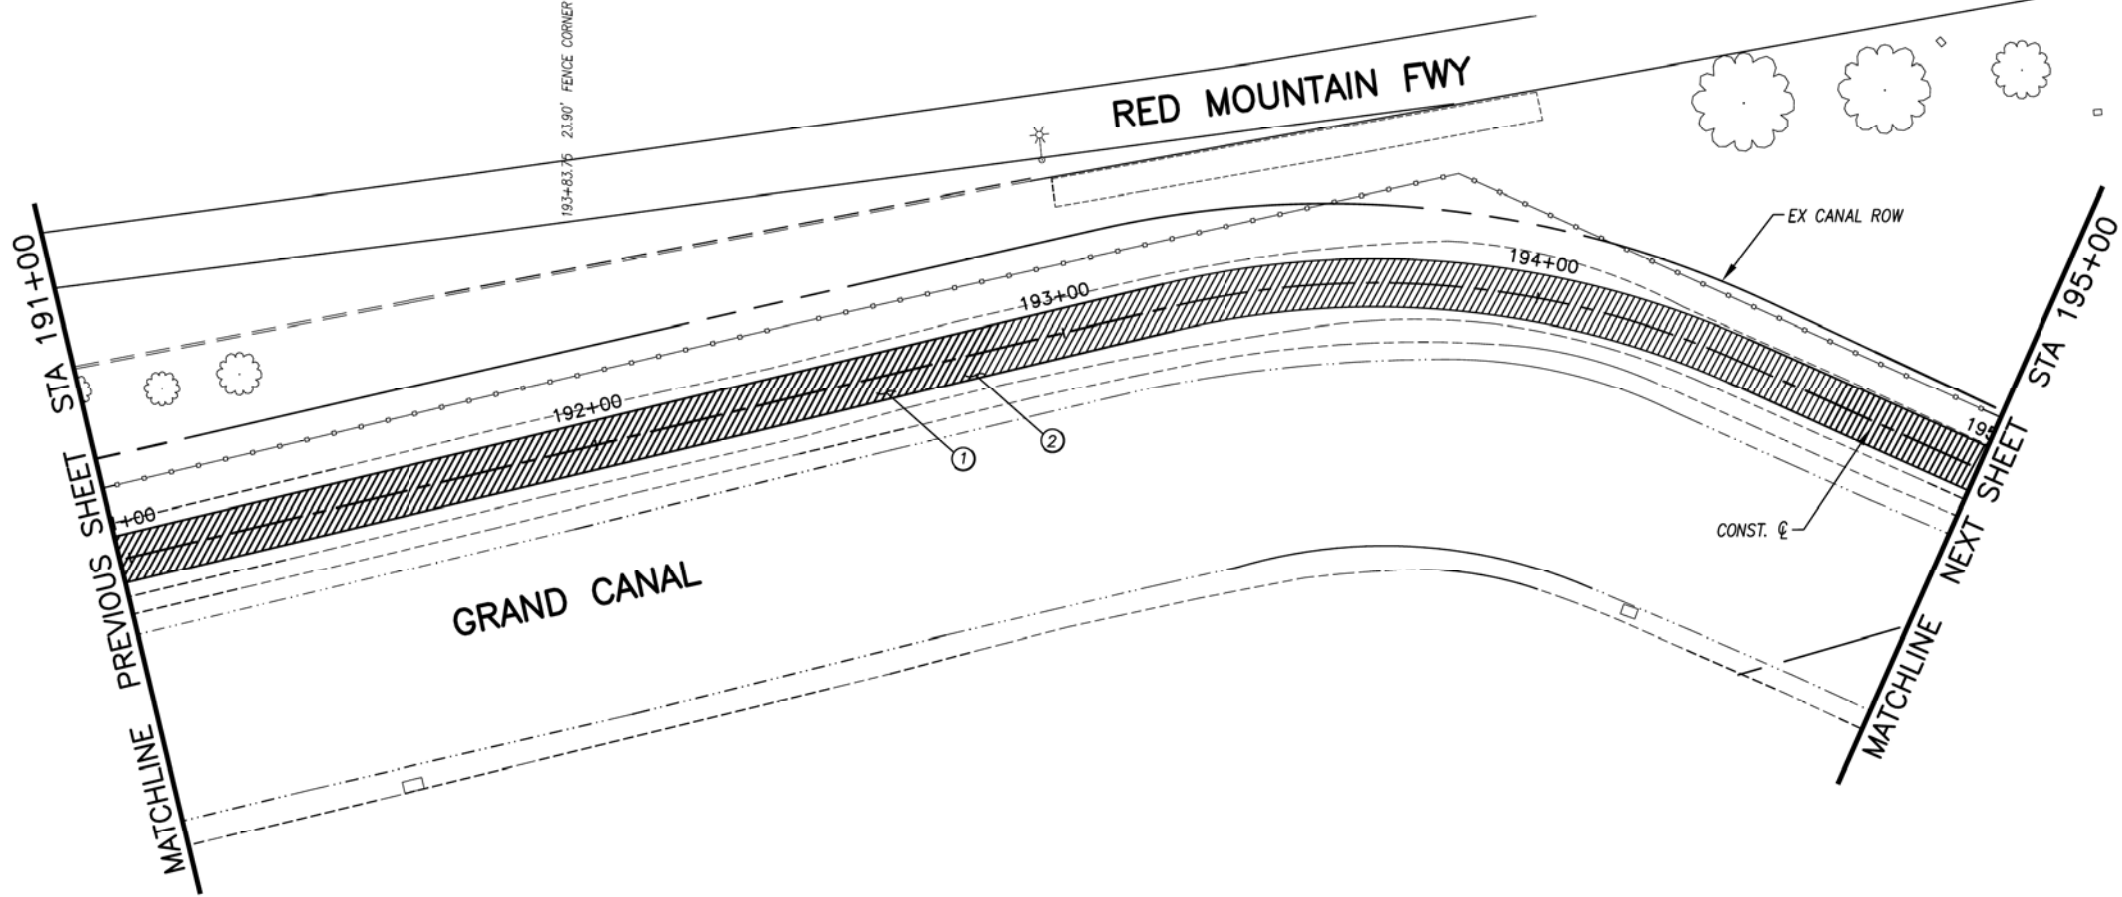 193+83.75 23.90' FENCE CORNER
RED MOUNTAIN FWY
EX CANAL ROW
194+00
193+00
192+00
+00
195
1
2
CONST. ℄
GRAND CANAL
MATCHLINE PREVIOUS SHEET STA 191+00
MATCHLINE NEXT SHEET STA 195+00